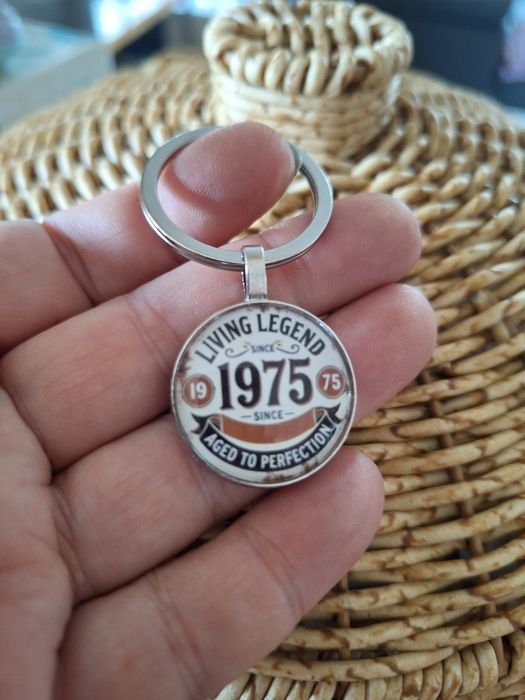 LIVING LEGEND
SINCE
19 1975 75
SINCE
AGED TO PERFECTION